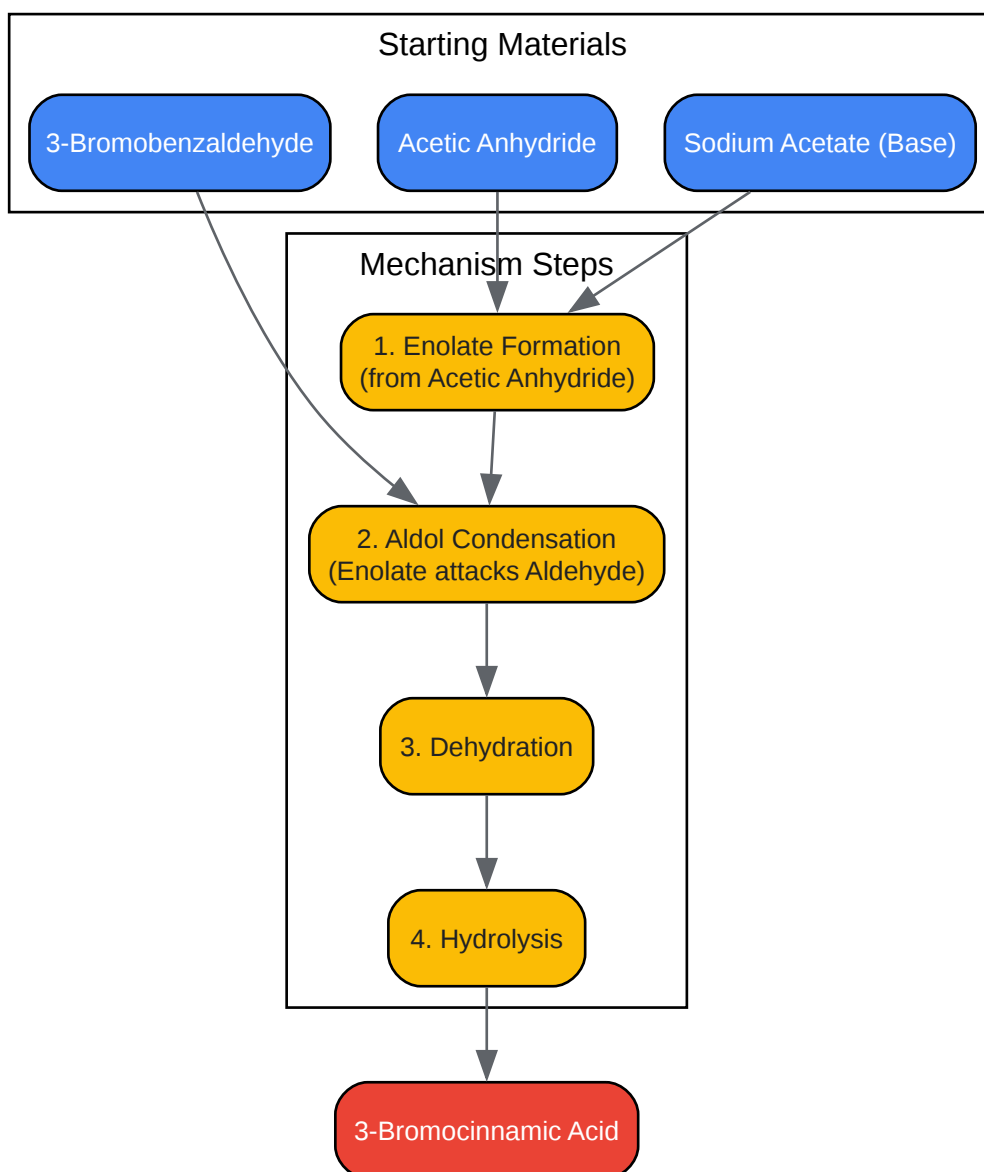 Starting Materials
3-Bromobenzaldehyde
Acetic Anhydride
Sodium Acetate (Base)
Mechanism Steps
1. Enolate Formation
(from Acetic Anhydride)
2. Aldol Condensation
(Enolate attacks Aldehyde)
3. Dehydration
4. Hydrolysis
3-Bromocinnamic Acid